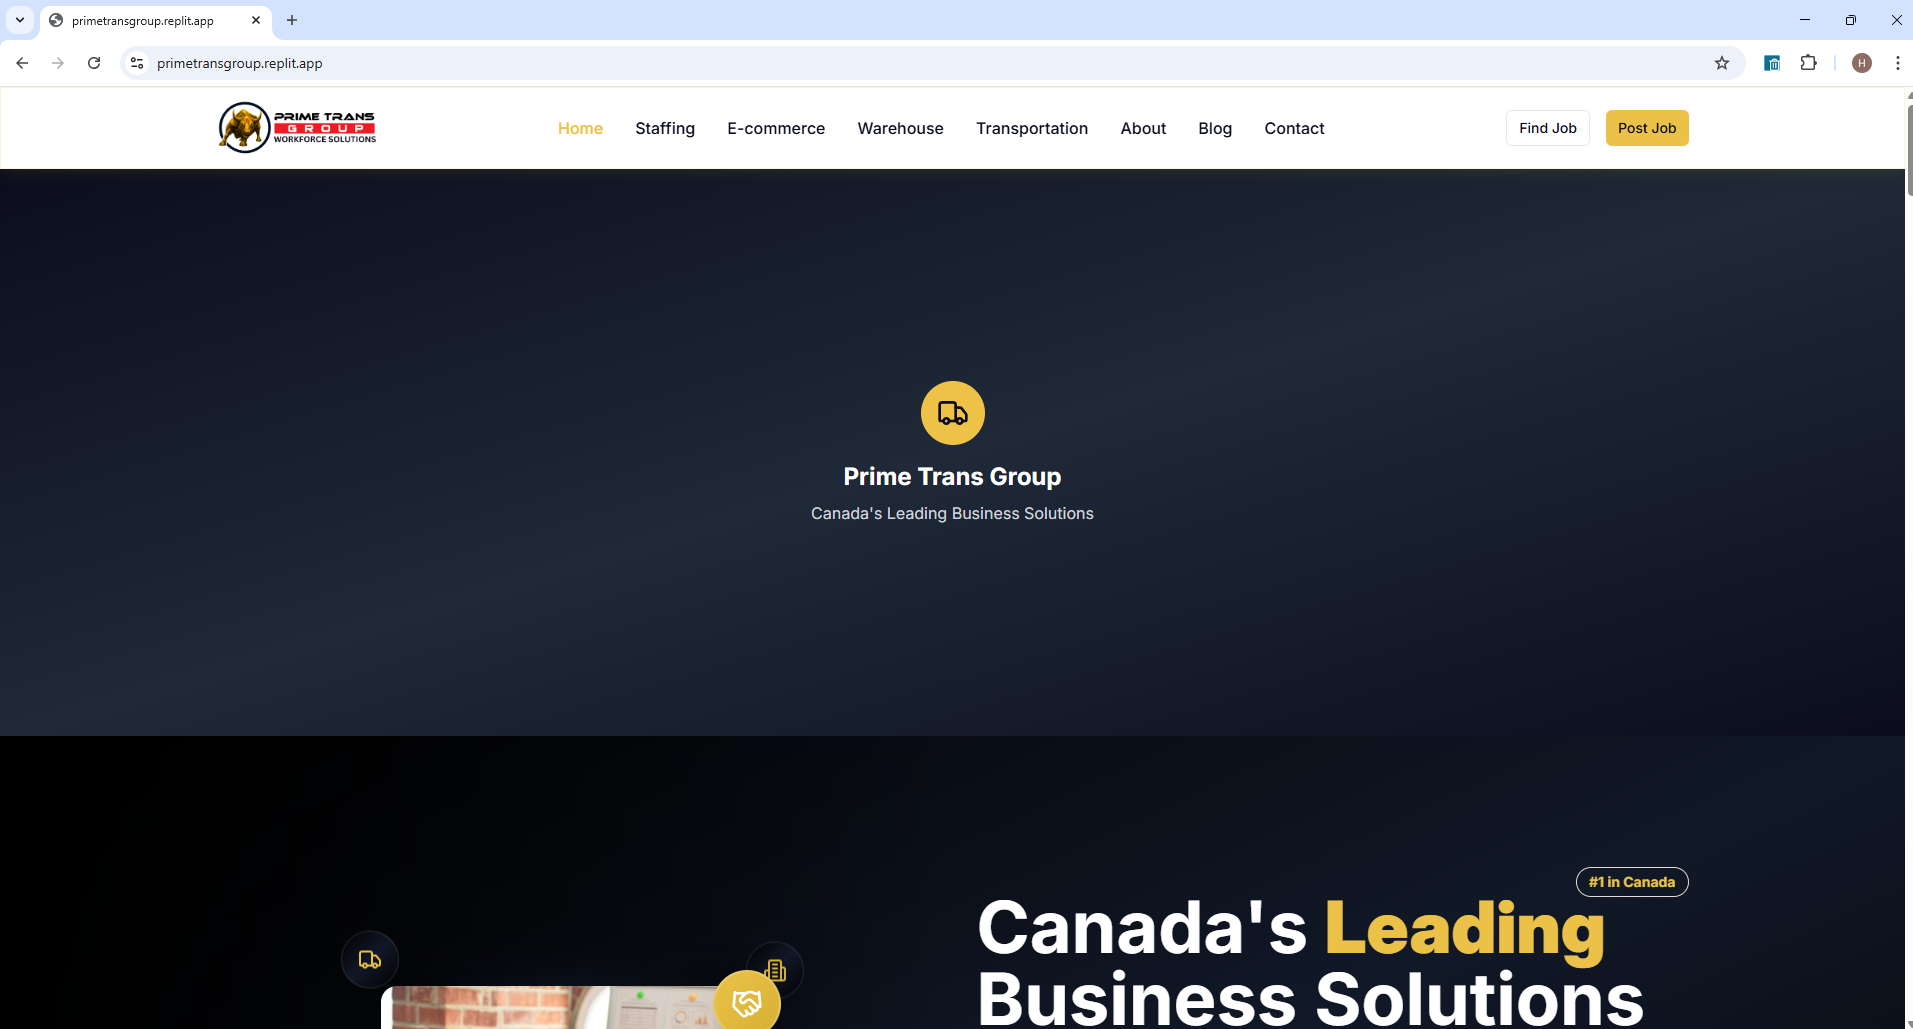 primetransgroup.replit.app
primetransgroup.replit.app
H
PRIME TRANS
GROUP
WORKFORCE SOLUTIONS
Home
Staffing
E-commerce
Warehouse
Transportation
About
Blog
Contact
Find Job
Post Job
Prime Trans Group
Canada's Leading Business Solutions
#1 in Canada
Canada's Leading
Business Solutions